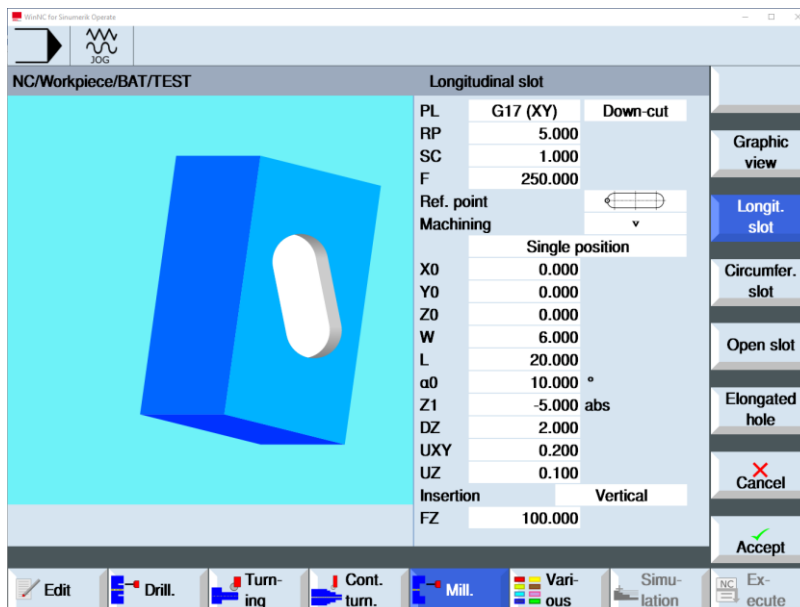 WinNC for Sinumerik Operate
JOG
NC/Workpiece/BAT/TEST
Longitudinal slot
PL G17 (XY) Down-cut
RP 5.000
SC 1.000
F 250.000
Ref. point
Machining ▿
Single position
X0 0.000
Y0 0.000
Z0 0.000
W 6.000
L 20.000
α0 10.000 °
Z1 -5.000 abs
DZ 2.000
UXY 0.200
UZ 0.100
Insertion Vertical
FZ 100.000
Graphic
view
Longit.
slot
Circumfer.
slot
Open slot
Elongated
hole
Cancel
Accept
Edit
Drill.
Turn-
ing
Cont.
turn.
Mill.
Vari-
ous
Simu-
lation
NC
Ex-
ecute